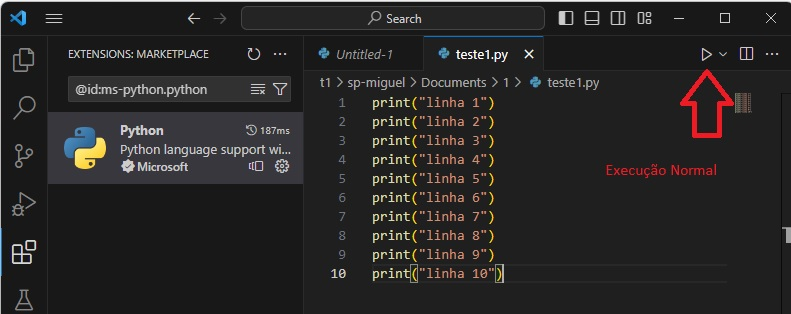 Search
EXTENSIONS: MARKETPLACE
@id:ms-python.python
Python
187ms
Python language support wi...
Microsoft
Untitled-1
teste1.py
t1 > sp-miguel > Documents > 1 > teste1.py
1 print("linha 1")
2 print("linha 2")
3 print("linha 3")
4 print("linha 4")
5 print("linha 5")
6 print("linha 6")
7 print("linha 7")
8 print("linha 8")
9 print("linha 9")
10 print("linha 10")
Execução Normal